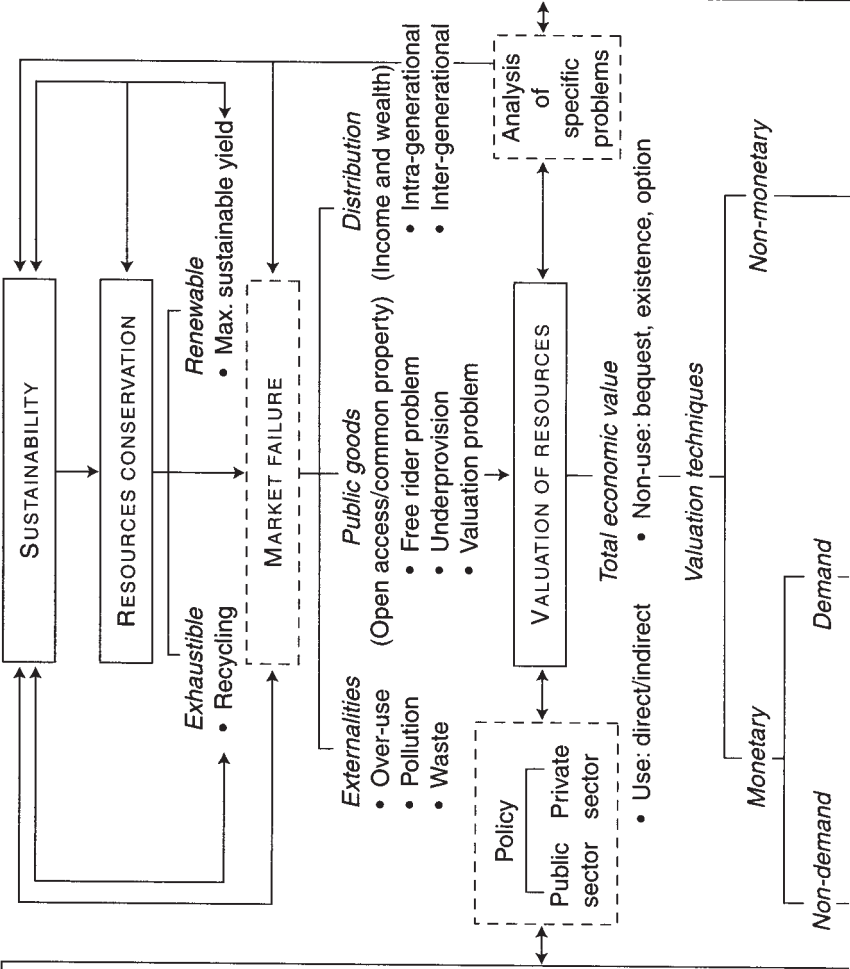 SUSTAINABILITY
RESOURCES CONSERVATION
Exhaustible
• Recycling
Renewable
• Max. sustainable yield
MARKET FAILURE
Externalities
• Over-use
• Pollution
• Waste
Public goods
(Open access/common property)
• Free rider problem
• Underprovision
• Valuation problem
Distribution
(Income and wealth)
• Intra-generational
• Inter-generational
Policy
Public
sector
Private
sector
VALUATION OF RESOURCES
Analysis
of
specific
problems
Total economic value
• Use: direct/indirect
• Non-use: bequest, existence, option
Valuation techniques
Monetary
Non-monetary
Non-demand
Demand